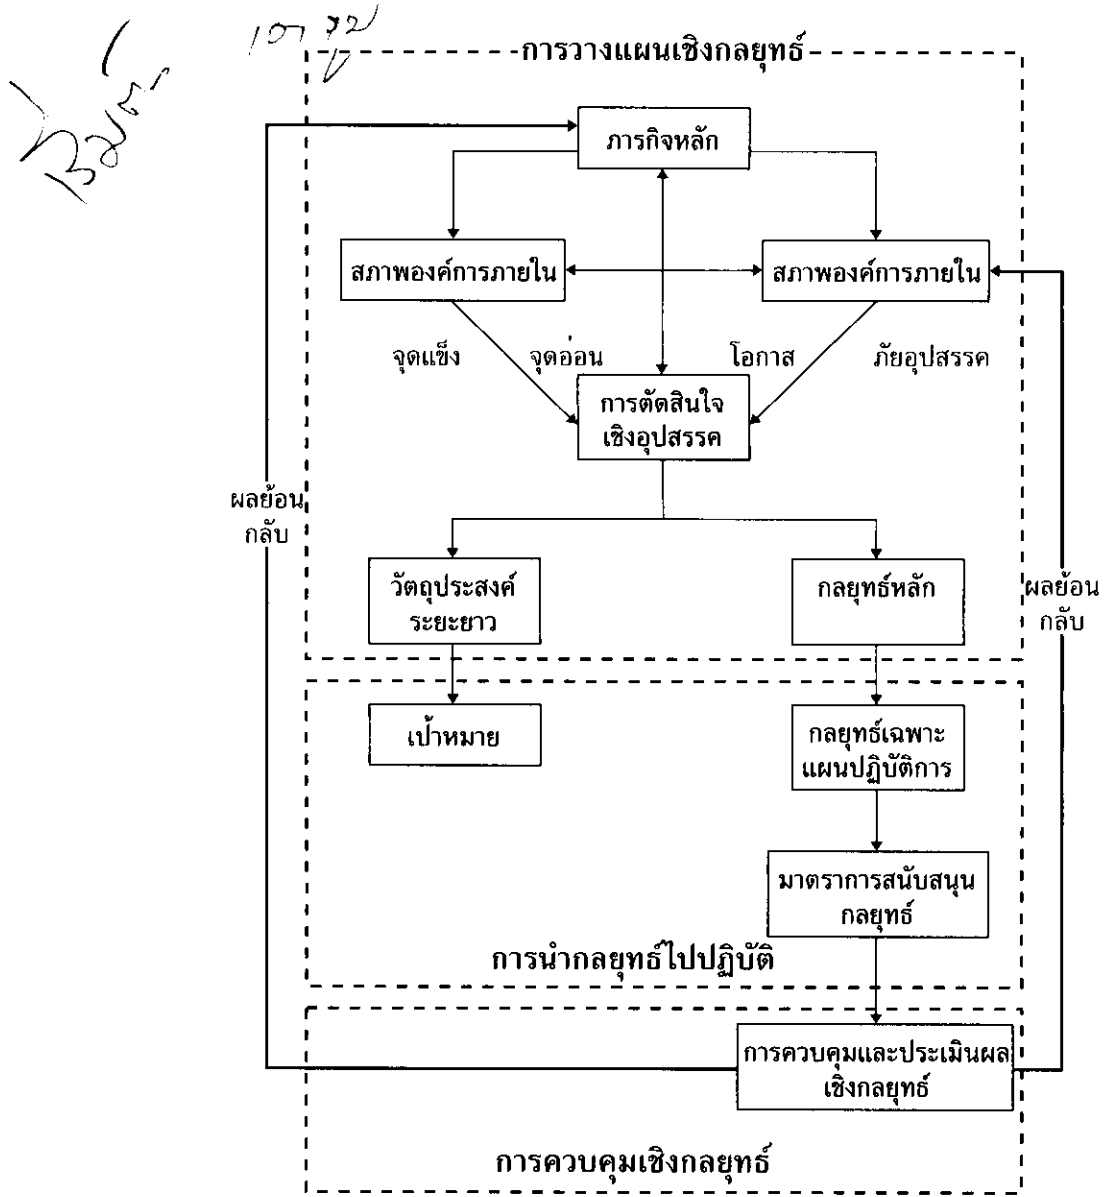 การวางแผนเชิงกลยุทธ์
ภารกิจหลัก
สภาพองค์การภายใน
สภาพองค์การภายใน
จุดแข็ง
จุดอ่อน
โอกาส
ภัยอุปสรรค
การตัดสินใจ
เชิงอุปสรรค
ผลย้อน
กลับ
วัตถุประสงค์
ระยะยาว
กลยุทธ์หลัก
ผลย้อน
กลับ
เป้าหมาย
กลยุทธ์เฉพาะ
แผนปฏิบัติการ
มาตราการสนับสนุน
กลยุทธ์
การนำกลยุทธ์ไปปฏิบัติ
การควบคุมและประเมินผล
เชิงกลยุทธ์
การควบคุมเชิงกลยุทธ์